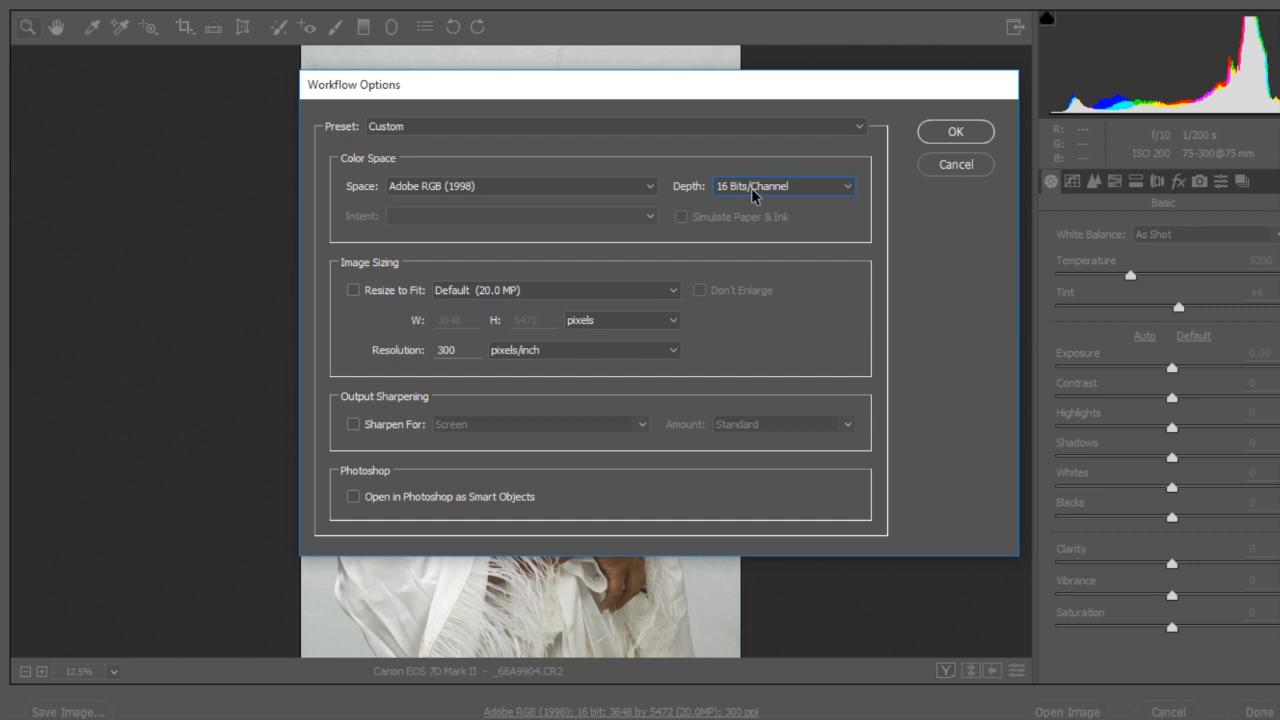 Workflow Options
Preset: Custom
OK
Cancel
Color Space
Space: Adobe RGB (1998)
Depth: 16 Bits/Channel
Intent:
Simulate Paper & Ink
Image Sizing
Resize to Fit: Default (20.0 MP)
Don't Enlarge
W: 3648 H: 5472 pixels
Resolution: 300 pixels/inch
Output Sharpening
Sharpen For: Screen
Amount: Standard
Photoshop
Open in Photoshop as Smart Objects
R: ---
G: ---
B: ---
f/10 1/200 s
ISO 200 75-300@75 mm
fx
Basic
White Balance: As Shot
Temperature 5200
Tint +6
Auto Default
Exposure 0.00
Contrast 0
Highlights 0
Shadows 0
Whites 0
Blacks 0
Clarity 0
Vibrance 0
Saturation 0
12.5%
Canon EOS 7D Mark II - _66A9904.CR2
Y
Save Image...
Adobe RGB (1998); 16 bit; 3648 by 5472 (20.0MP); 300 ppi
Open Image
Cancel
Done